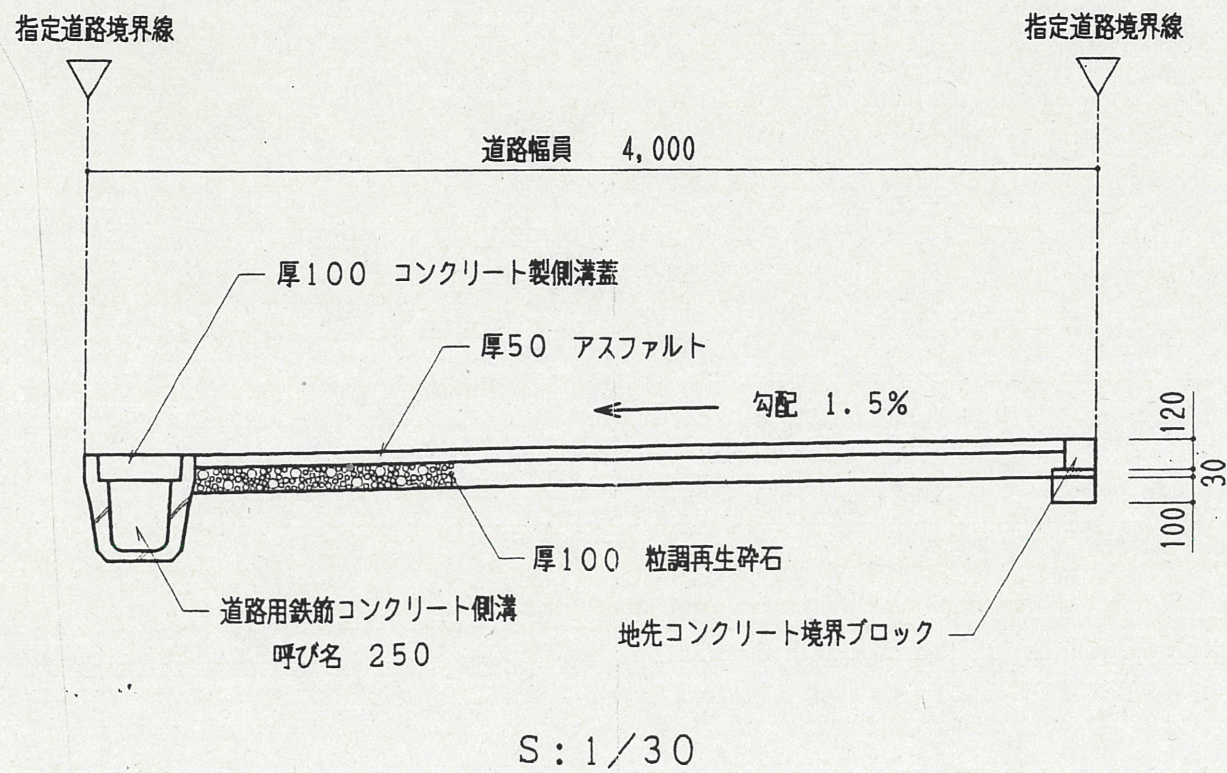 指定道路境界線
指定道路境界線
道路幅員 4,000
厚100 コンクリート製側溝蓋
厚50 アスファルト
勾配 1.5%
120
30
100
厚100 粒調再生砕石
道路用鉄筋コンクリート側溝
呼び名 250
地先コンクリート境界ブロック
S:1/30